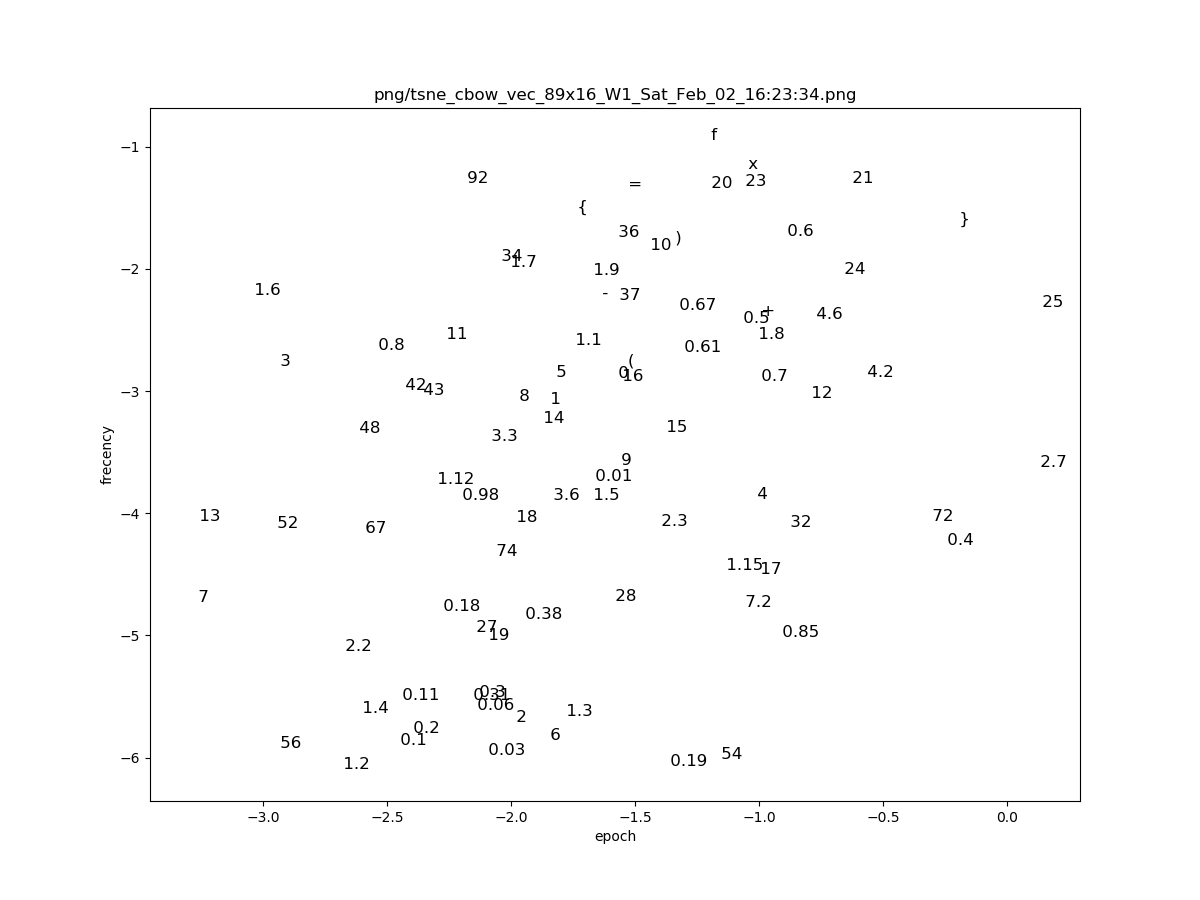 png/tsne_cbow_vec_89x16_W1_Sat_Feb_02_16:23:34.png
f
−1
x
92 = 20 23 21
{ }
36 10 ) 0.6
34 1.7 1.9 24
−2
1.6 - 37 0.67 25
0.5 + 4.6
11 1.1 1.8
0.8 0.61
3 5 ( 0 16 0.7 4.2
42 43 8 1 12
−3
14
48 3.3 15
9 2.7
frecency
1.12 0.01
0.98 3.6 1.5 4
13 52 67 18 2.3 32 72
−4
74 0.4
1.15 17
7 0.18 28 7.2
0.38
27 19 0.85
−5
2.2
0.11 0.31 0.3
1.4 0.06 2 1.3
0.2 6
56 0.1 0.03
1.2 0.19 54
−6
−3.0 −2.5 −2.0 −1.5 −1.0 −0.5 0.0
epoch